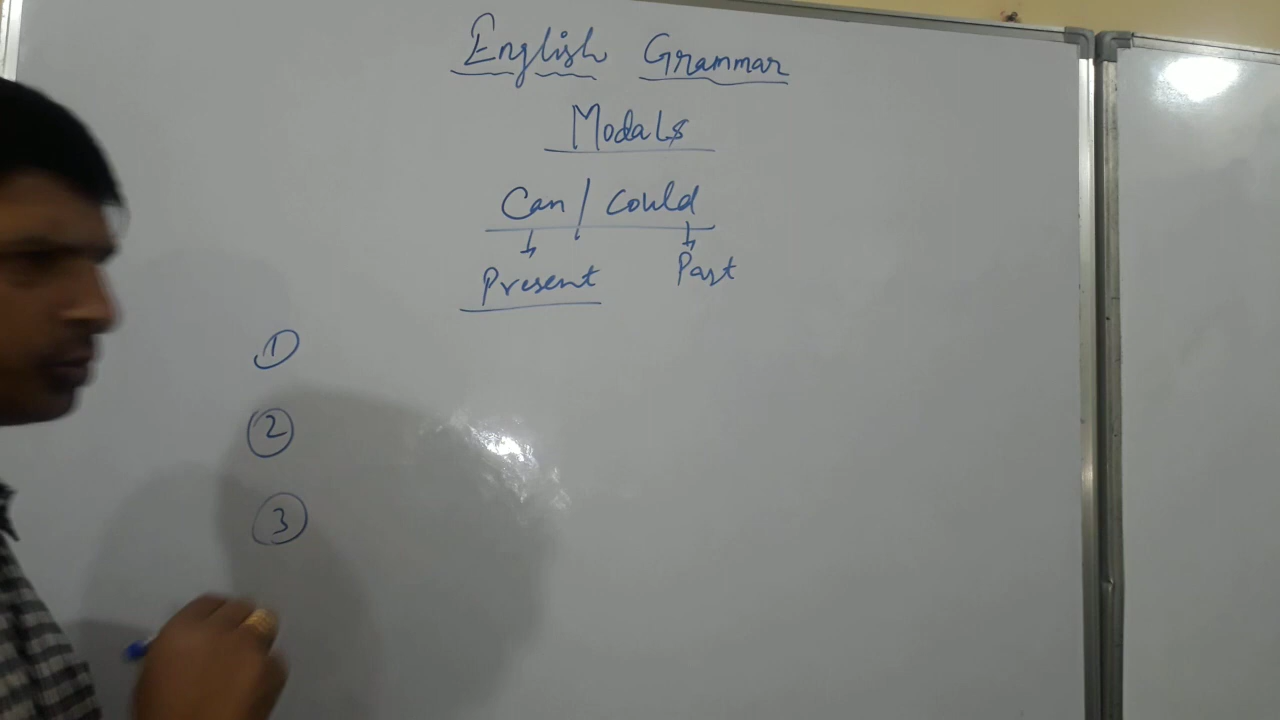 English Grammar
Modals
Can / Could
Present Past
1
2
3